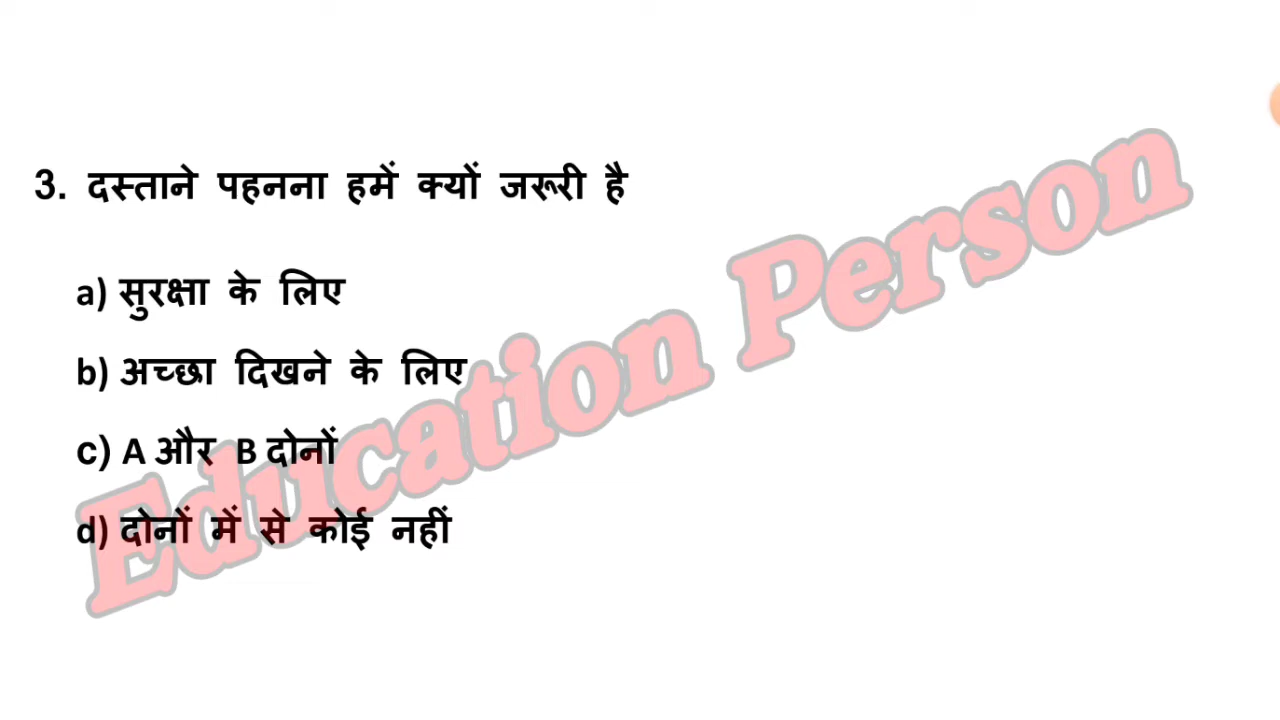 3. दस्ताने पहनना हमें क्यों जरूरी है
a) सुरक्षा के लिए
b) अच्छा दिखने के लिए
c) A और B दोनों
d) दोनों में से कोई नहीं
Education Person